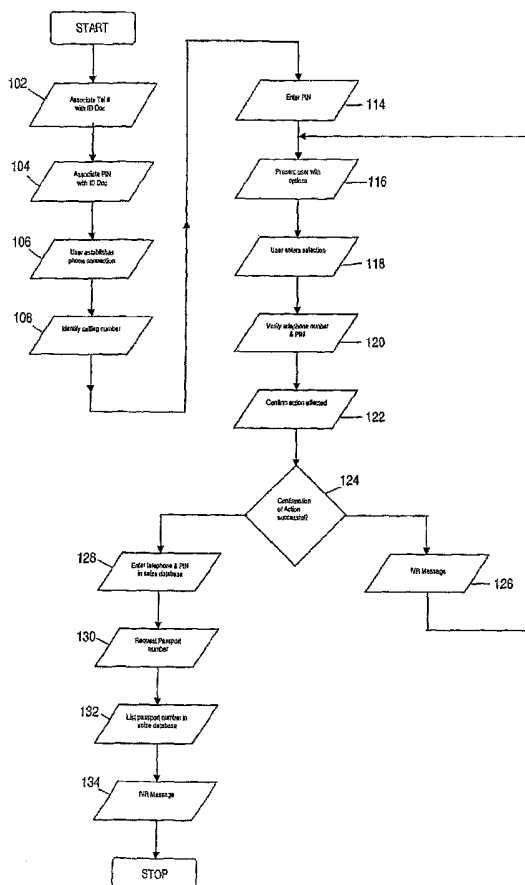 START
102
Associate Tel #
with ID Doc
104
Associate PIN
with ID Doc
106
User establishes
phone connection
108
Identify calling number
Enter PIN
114
Present user with
options
116
User enters selection
118
Verify telephone number
& PIN
120
Confirm action affected
122
124
Confirmation
of Action
successful?
128
Enter telephone & PIN
in seize database
130
Request Passport
number
132
List passport number in
seize database
134
IVR Message
STOP
IVR Message
126